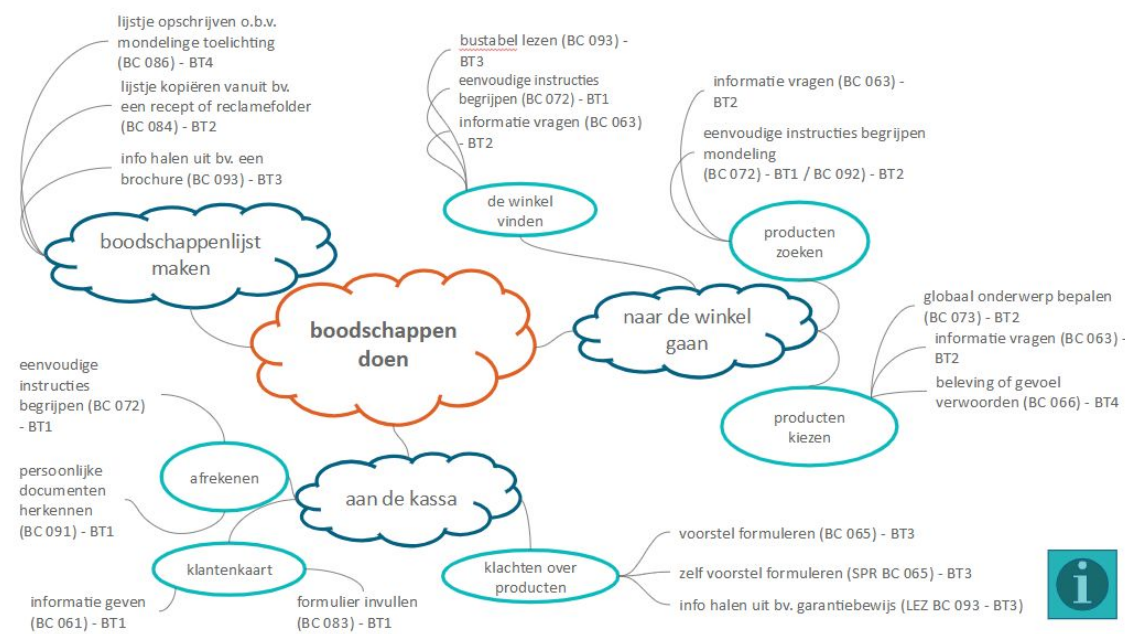 lijstje opschrijven o.b.v.
mondelinge toelichting
(BC 086) - BT4
lijstje kopiëren vanuit bv.
een recept of reclamefolder
(BC 084) - BT2
info halen uit bv. een
brochure (BC 093) - BT3
boodschappenlijst
maken
bustabel lezen (BC 093) -
BT3
eenvoudige instructies
begrijpen (BC 072) - BT1
informatie vragen (BC 063)
- BT2
de winkel
vinden
informatie vragen (BC 063) -
BT2
eenvoudige instructies begrijpen
mondeling
(BC 072) - BT1 / BC 092) - BT2
producten
zoeken
boodschappen
doen
naar de winkel
gaan
globaal onderwerp bepalen
(BC 073) - BT2
informatie vragen (BC 063) -
BT2
beleving of gevoel
verwoorden (BC 066) - BT4
producten
kiezen
eenvoudige
instructies
begrijpen (BC 072)
- BT1
afrekenen
persoonlijke
documenten
herkennen
(BC 091) - BT1
aan de kassa
klantenkaart
informatie geven
(BC 061) - BT1
formulier invullen
(BC 083) - BT1
klachten over
producten
voorstel formuleren (BC 065) - BT3
zelf voorstel formuleren (SPR BC 065) - BT3
info halen uit bv. garantiebewijs (LEZ BC 093 - BT3)
i